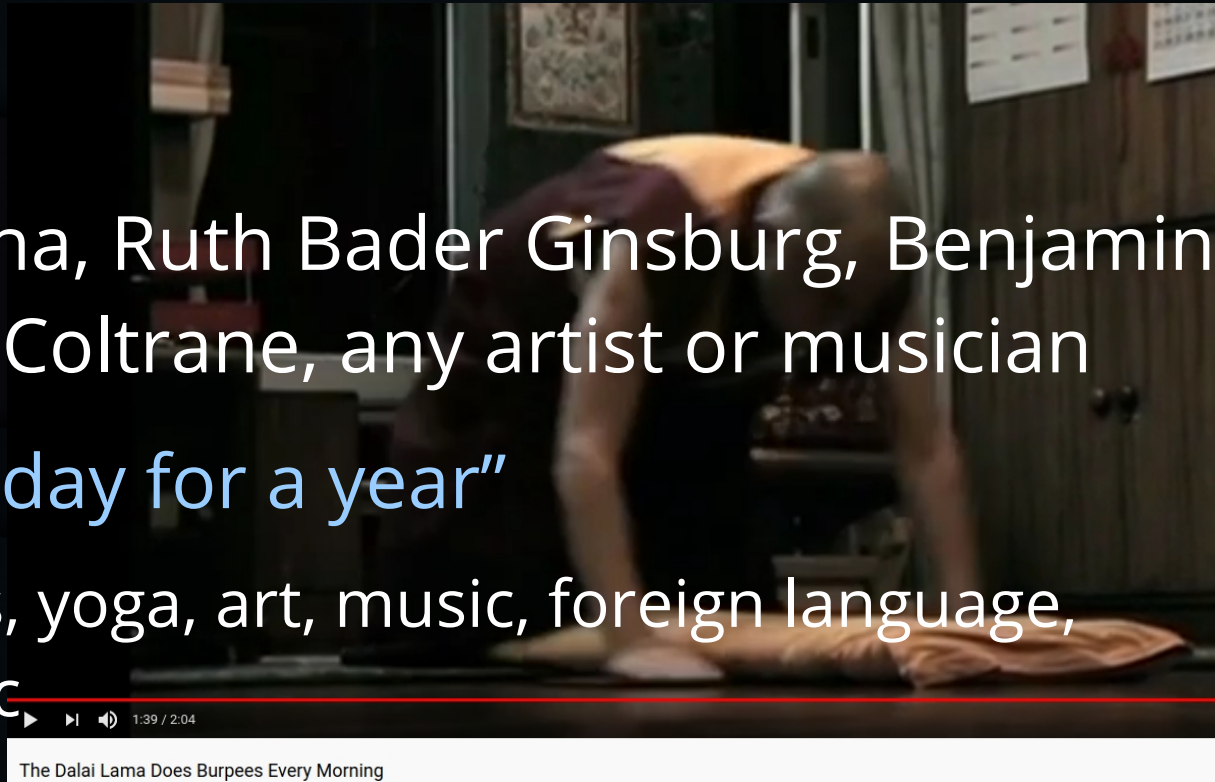 na, Ruth Bader Ginsburg, Benjamin
Coltrane, any artist or musician
day for a year”
, yoga, art, music, foreign language,
c
1:39 / 2:04
The Dalai Lama Does Burpees Every Morning